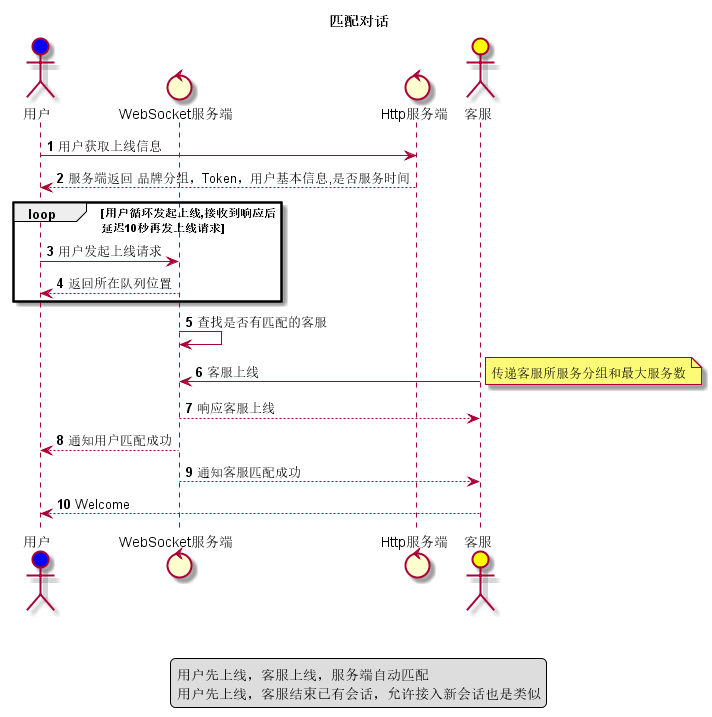 匹配对话
用户
WebSocket服务端
Http服务端
客服
1 用户获取上线信息
2 服务端返回 品牌分组，Token，用户基本信息,是否服务时间
loop
[用户循环发起上线,接收到响应后
延迟10秒再发上线请求]
3 用户发起上线请求
4 返回所在队列位置
5 查找是否有匹配的客服
6 客服上线
传递客服所服务分组和最大服务数
7 响应客服上线
8 通知用户匹配成功
9 通知客服匹配成功
10 Welcome
用户
WebSocket服务端
Http服务端
客服
用户先上线，客服上线，服务端自动匹配
用户先上线，客服结束已有会话，允许接入新会话也是类似